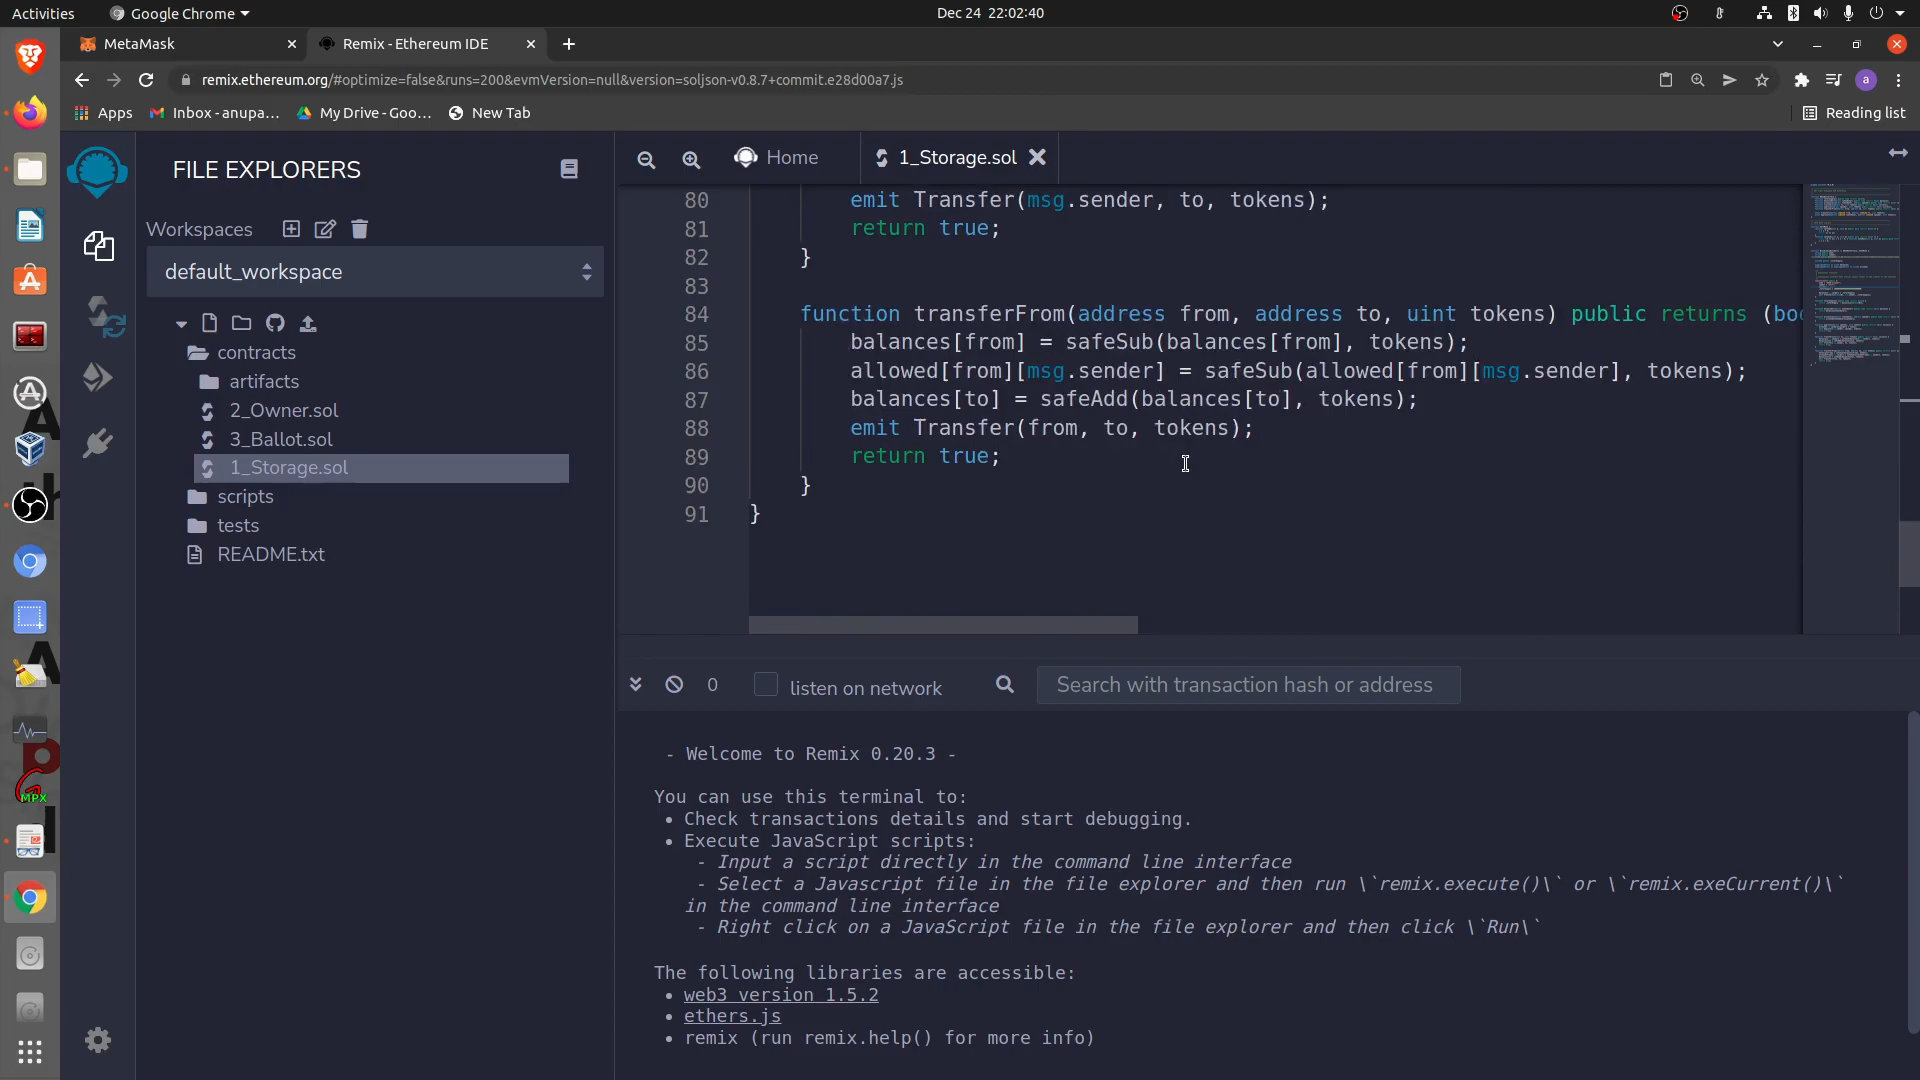 Activities
Google Chrome
Dec 24 22:02:40
MetaMask
Remix - Ethereum IDE
remix.ethereum.org/#optimize=false&runs=200&evmVersion=null&version=soljson-v0.8.7+commit.e28d00a7.js
a
Apps
Inbox - anupa...
My Drive - Goo...
New Tab
Reading list
FILE EXPLORERS
Workspaces
default_workspace
contracts
artifacts
2_Owner.sol
3_Ballot.sol
1_Storage.sol
scripts
tests
README.txt
Home
1_Storage.sol
80 emit Transfer(msg.sender, to, tokens);
81 return true;
82 }
83
84 function transferFrom(address from, address to, uint tokens) public returns (boo
85 balances[from] = safeSub(balances[from], tokens);
86 allowed[from][msg.sender] = safeSub(allowed[from][msg.sender], tokens);
87 balances[to] = safeAdd(balances[to], tokens);
88 emit Transfer(from, to, tokens);
89 return true;
90 }
91 }
0
listen on network
Search with transaction hash or address
- Welcome to Remix 0.20.3 -
You can use this terminal to:
• Check transactions details and start debugging.
• Execute JavaScript scripts:
- Input a script directly in the command line interface
- Select a Javascript file in the file explorer and then run \`remix.execute()\` or \`remix.exeCurrent()\`
in the command line interface
- Right click on a JavaScript file in the file explorer and then click \`Run\`
The following libraries are accessible:
• web3 version 1.5.2
• ethers.js
• remix (run remix.help() for more info)
MPX